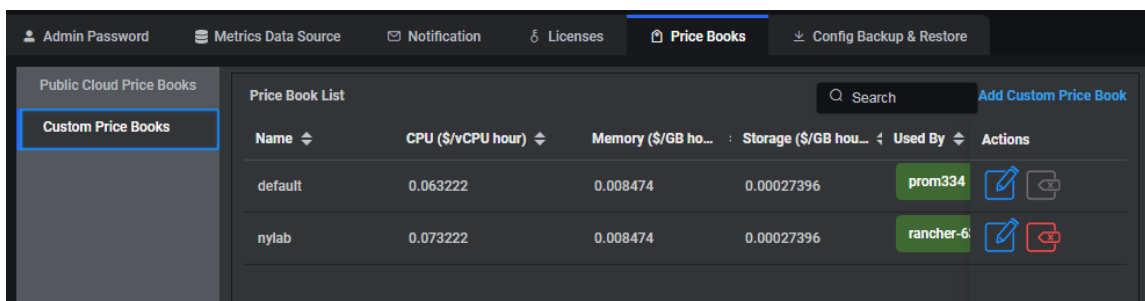 Admin Password Metrics Data Source Notification Licenses Price Books Config Backup & Restore
Public Cloud Price Books
Custom Price Books
Price Book List Search Add Custom Price Book
Name CPU ($/vCPU hour) Memory ($/GB ho... Storage ($/GB hou... Used By Actions
default 0.063222 0.008474 0.00027396 prom334
nylab 0.073222 0.008474 0.00027396